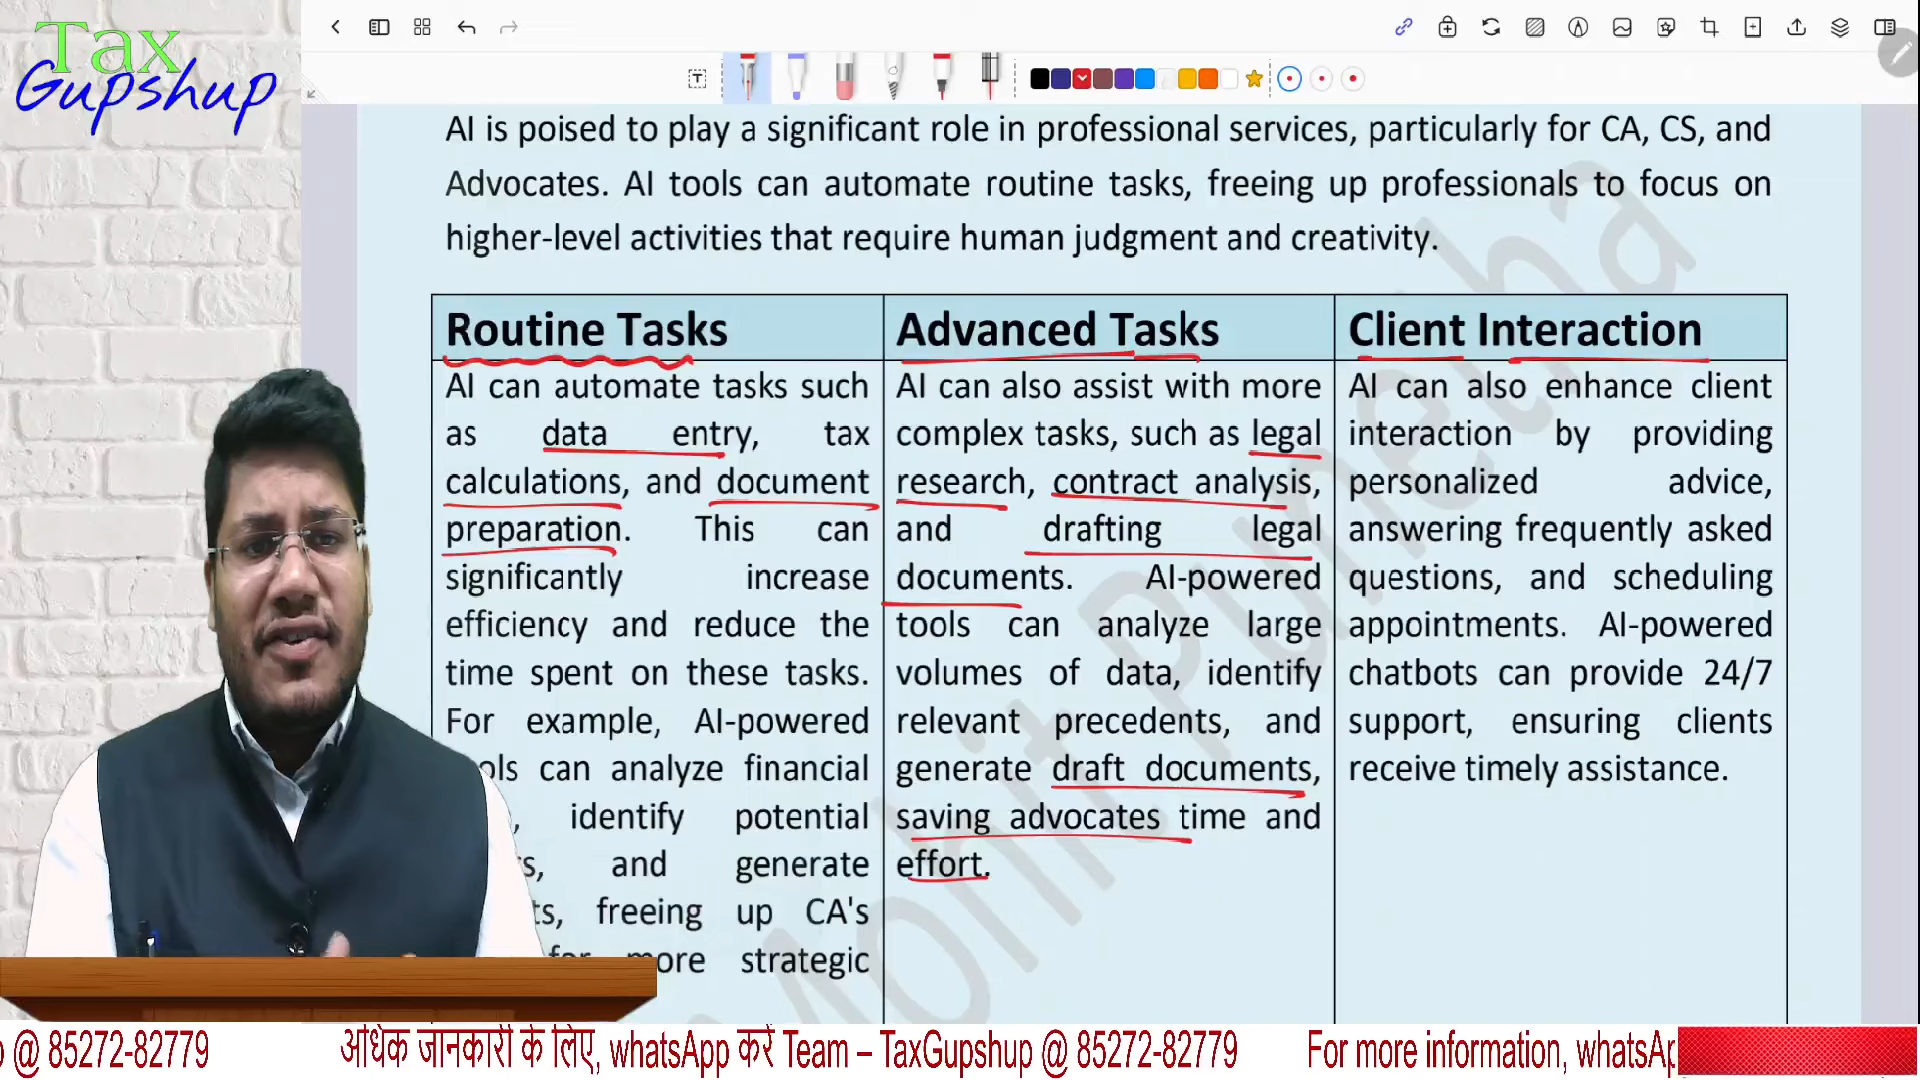 Tax
Gupshup
AI is poised to play a significant role in professional services, particularly for CA, CS, and
Advocates. AI tools can automate routine tasks, freeing up professionals to focus on
higher-level activities that require human judgment and creativity.
Routine Tasks
AI can automate tasks such
as data entry, tax
calculations, and document
preparation. This can
significantly increase
efficiency and reduce the
time spent on these tasks.
For example, AI-powered
can analyze financial
identify potential
and generate
freeing up CA's
more strategic
Advanced Tasks
AI can also assist with more
complex tasks, such as legal
research, contract analysis,
and drafting legal
documents. AI-powered
tools can analyze large
volumes of data, identify
relevant precedents, and
generate draft documents,
saving advocates time and
effort.
Client Interaction
AI can also enhance client
interaction by providing
personalized advice,
answering frequently asked
questions, and scheduling
appointments. AI-powered
chatbots can provide 24/7
support, ensuring clients
receive timely assistance.
Mohit Puneha
@ 85272-82779 अधिक जानकारी के लिए, whatsApp करें Team – TaxGupshup @ 85272-82779 For more information,